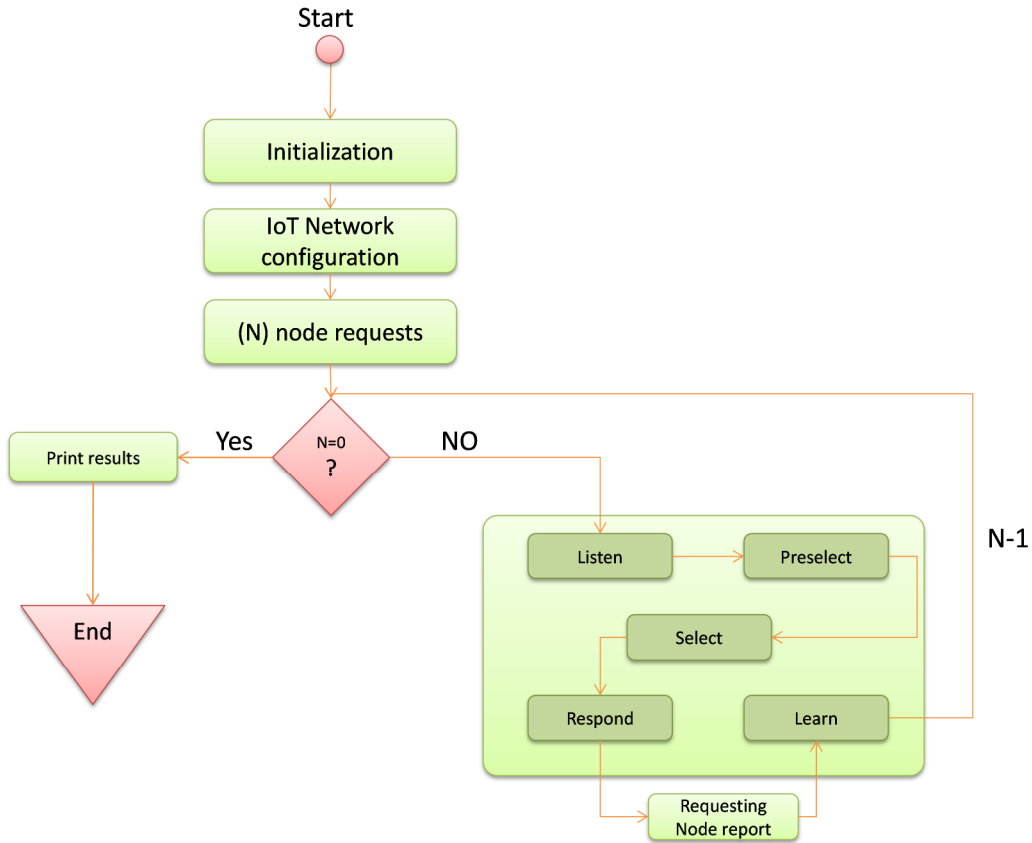 Start
Initialization
IoT Network
configuration
(N) node requests
N=0
?
Yes
NO
Print results
End
Listen
Preselect
Select
Respond
Learn
Requesting
Node report
N-1